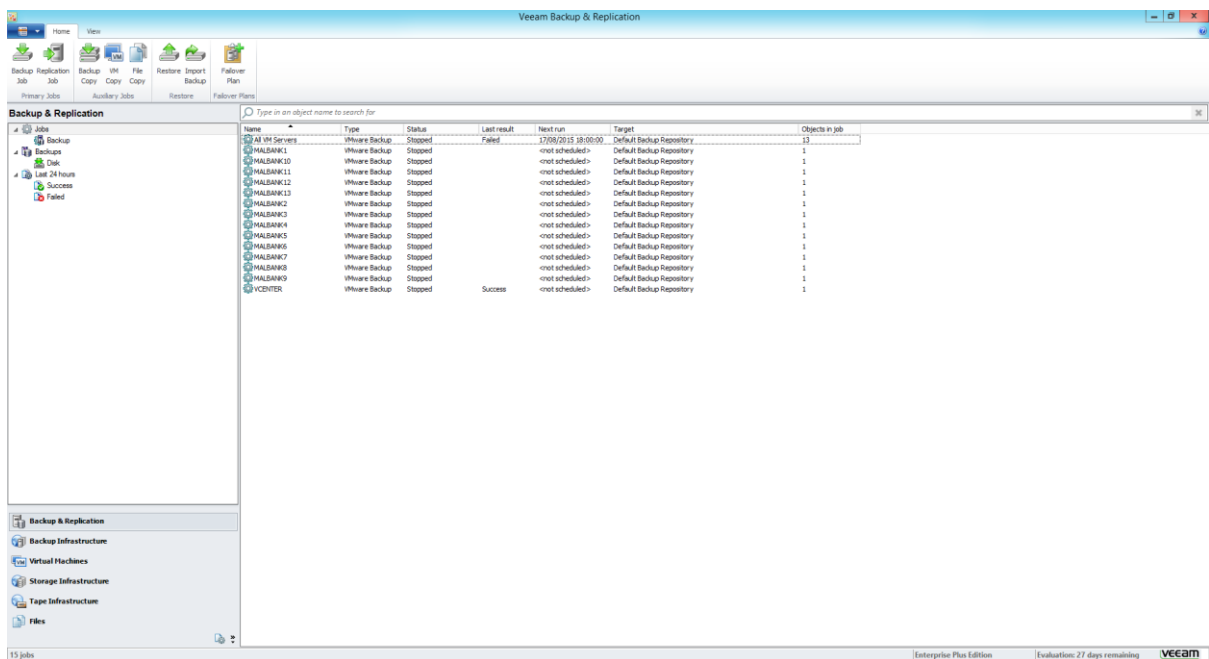 Veeam Backup & Replication
Home View
Backup Job Replication Job Backup Copy VM Copy File Copy Restore Import Backup Failover Plan
Primary Jobs Auxiliary Jobs Restore Failover Plans
Backup & Replication
Type in an object name to search for
Jobs
Backup
Backups
Disk
Last 24 hours
Success
Failed
Name Type Status Last result Next run Target Objects in job
All VM Servers VMware Backup Stopped Failed 17/08/2015 18:00:00 Default Backup Repository 13
MALBANK1 VMware Backup Stopped <not scheduled> Default Backup Repository 1
MALBANK10 VMware Backup Stopped <not scheduled> Default Backup Repository 1
MALBANK11 VMware Backup Stopped <not scheduled> Default Backup Repository 1
MALBANK12 VMware Backup Stopped <not scheduled> Default Backup Repository 1
MALBANK13 VMware Backup Stopped <not scheduled> Default Backup Repository 1
MALBANK2 VMware Backup Stopped <not scheduled> Default Backup Repository 1
MALBANK3 VMware Backup Stopped <not scheduled> Default Backup Repository 1
MALBANK4 VMware Backup Stopped <not scheduled> Default Backup Repository 1
MALBANK5 VMware Backup Stopped <not scheduled> Default Backup Repository 1
MALBANK6 VMware Backup Stopped <not scheduled> Default Backup Repository 1
MALBANK7 VMware Backup Stopped <not scheduled> Default Backup Repository 1
MALBANK8 VMware Backup Stopped <not scheduled> Default Backup Repository 1
MALBANK9 VMware Backup Stopped <not scheduled> Default Backup Repository 1
VCENTER VMware Backup Stopped Success <not scheduled> Default Backup Repository 1
Backup & Replication
Backup Infrastructure
Virtual Machines
Storage Infrastructure
Tape Infrastructure
Files
15 jobs Enterprise Plus Edition Evaluation: 27 days remaining veeam